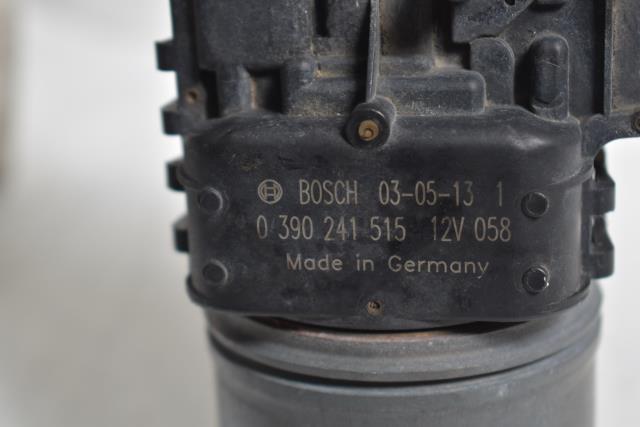 BOSCH 03-05-13 1
0 390 241 515 12V 058
Made in Germany